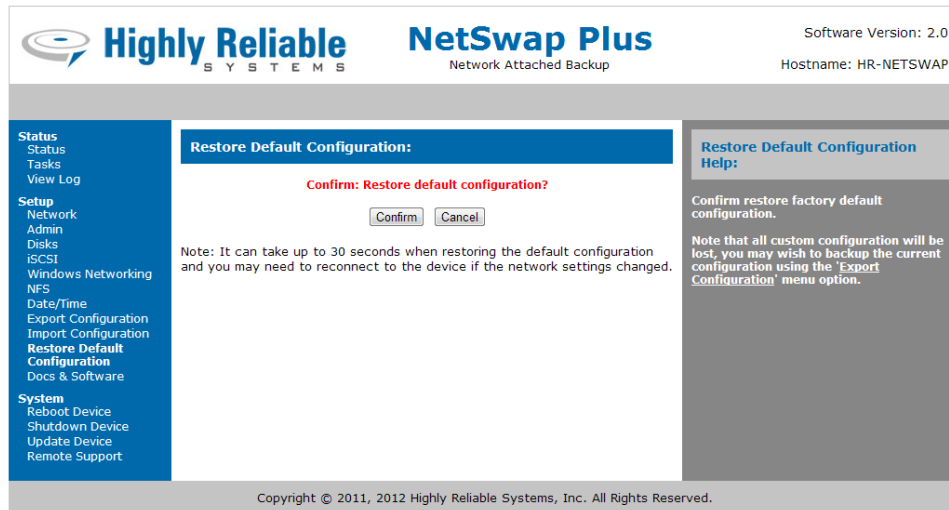 Highly Reliable
SYSTEMS
NetSwap Plus
Network Attached Backup
Software Version: 2.0
Hostname: HR-NETSWAP
Status
Status
Tasks
View Log
Setup
Network
Admin
Disks
iSCSI
Windows Networking
NFS
Date/Time
Export Configuration
Import Configuration
Restore Default
Configuration
Docs & Software
System
Reboot Device
Shutdown Device
Update Device
Remote Support
Restore Default Configuration:
Confirm: Restore default configuration?
Confirm Cancel
Note: It can take up to 30 seconds when restoring the default configuration
and you may need to reconnect to the device if the network settings changed.
Restore Default Configuration
Help:
Confirm restore factory default
configuration.
Note that all custom configuration will be
lost, you may wish to backup the current
configuration using the 'Export
Configuration' menu option.
Copyright © 2011, 2012 Highly Reliable Systems, Inc. All Rights Reserved.